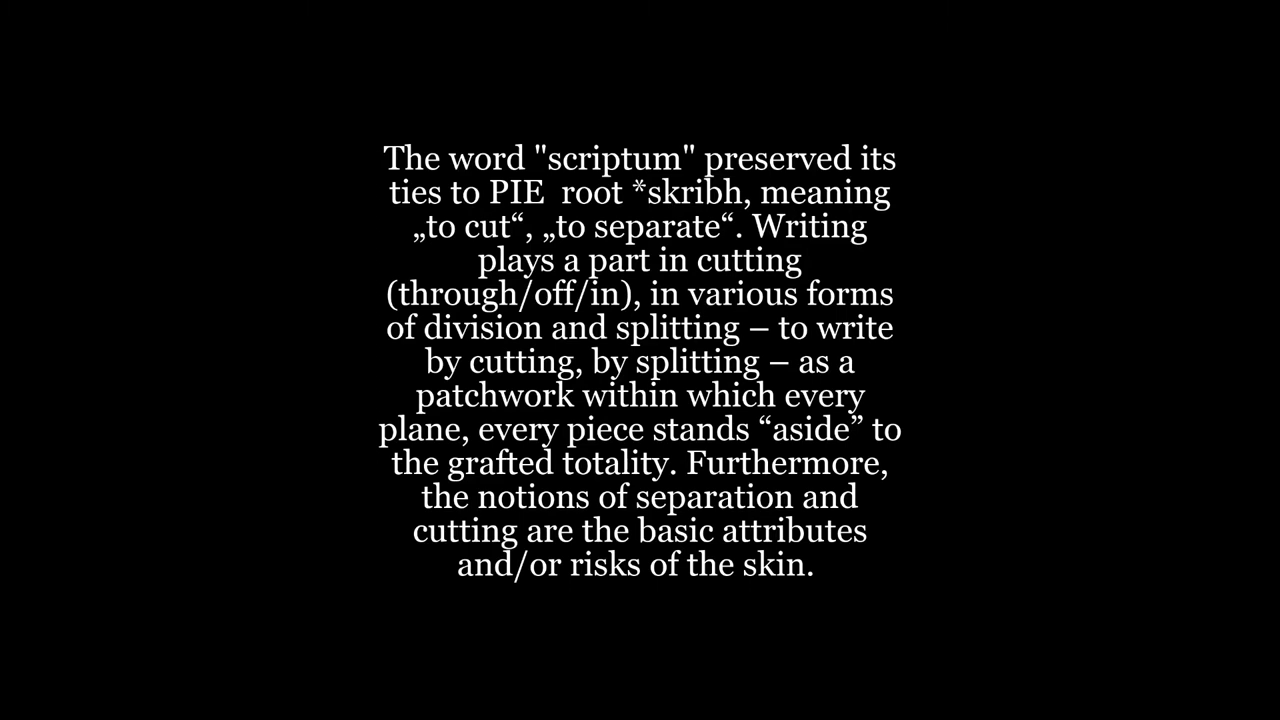 The word "scriptum" preserved its
ties to PIE  root *skribh, meaning
„to cut“, „to separate“. Writing
plays a part in cutting
(through/off/in), in various forms
of division and splitting – to write
by cutting, by splitting – as a
patchwork within which every
plane, every piece stands “aside” to
the grafted totality. Furthermore,
the notions of separation and
cutting are the basic attributes
and/or risks of the skin.